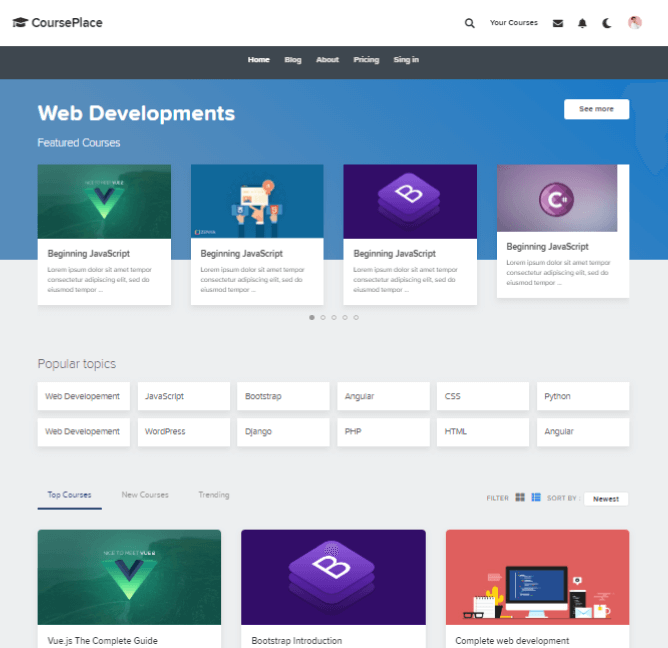 CoursePlace
Your Courses
Home Blog About Pricing Sing in
Web Developments
See more
Featured Courses
Beginning JavaScript
Lorem ipsum dolor sit amet tempor
consectetur adipiscing elit, sed do
eiusmod tempor ...
Beginning JavaScript
Lorem ipsum dolor sit amet tempor
consectetur adipiscing elit, sed do
eiusmod tempor ...
B
Beginning JavaScript
Lorem ipsum dolor sit amet tempor
consectetur adipiscing elit, sed do
eiusmod tempor ...
C#
Beginning JavaScript
Lorem ipsum dolor sit amet tempor
consectetur adipiscing elit, sed do
eiusmod tempor ...
Popular topics
Web Developement JavaScript Bootstrap Angular CSS Python
Web Developement WordPress Django PHP HTML Angular
Top Courses New Courses Trending
FILTER SORT BY : Newest
NICE TO MEET VUE
B
Vue.js The Complete Guide
Bootstrap Introduction
Complete web development